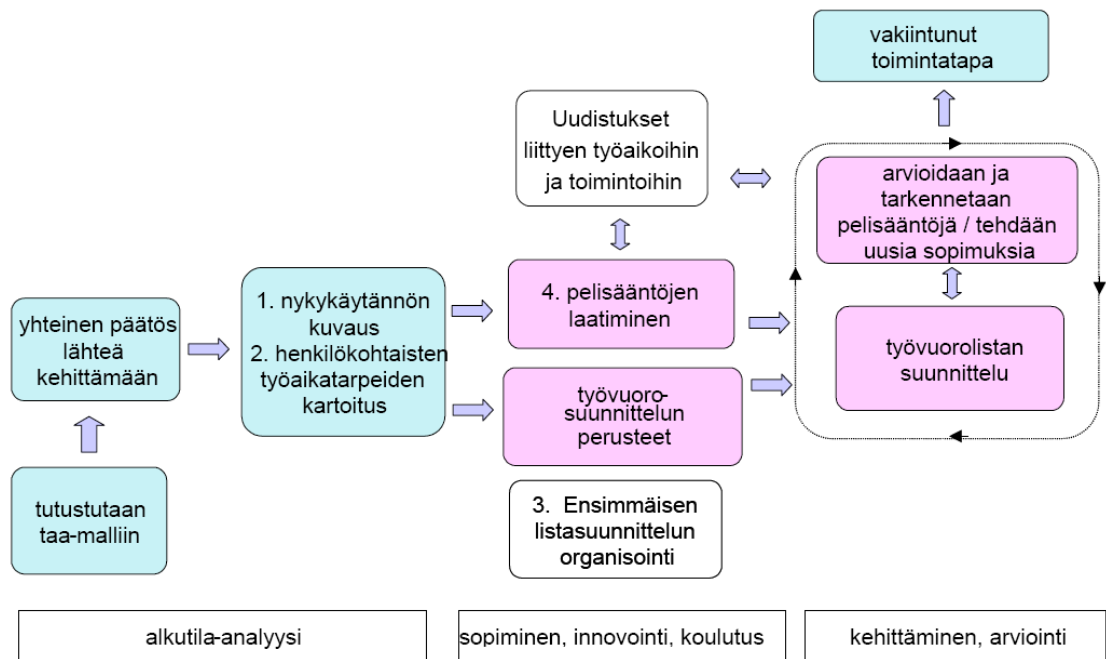 vakiintunut
toimintatapa
Uudistukset
liittyen työaikoihin
ja toimintoihin
arvioidaan ja
tarkennetaan
pelisääntöjä / tehdään
uusia sopimuksia
yhteinen päätös
lähteä
kehittämään
1. nykykäytännön
kuvaus
2. henkilökohtaisten
työaikatarpeiden
kartoitus
4. pelisääntöjen
laatiminen
työvuorolistan
suunnittelu
työvuoro-
suunnittelun
perusteet
tutustutaan
taa-malliin
3. Ensimmäisen
listasuunnittelun
organisointi
alkutila-analyysi
sopiminen, innovointi, koulutus
kehittäminen, arviointi